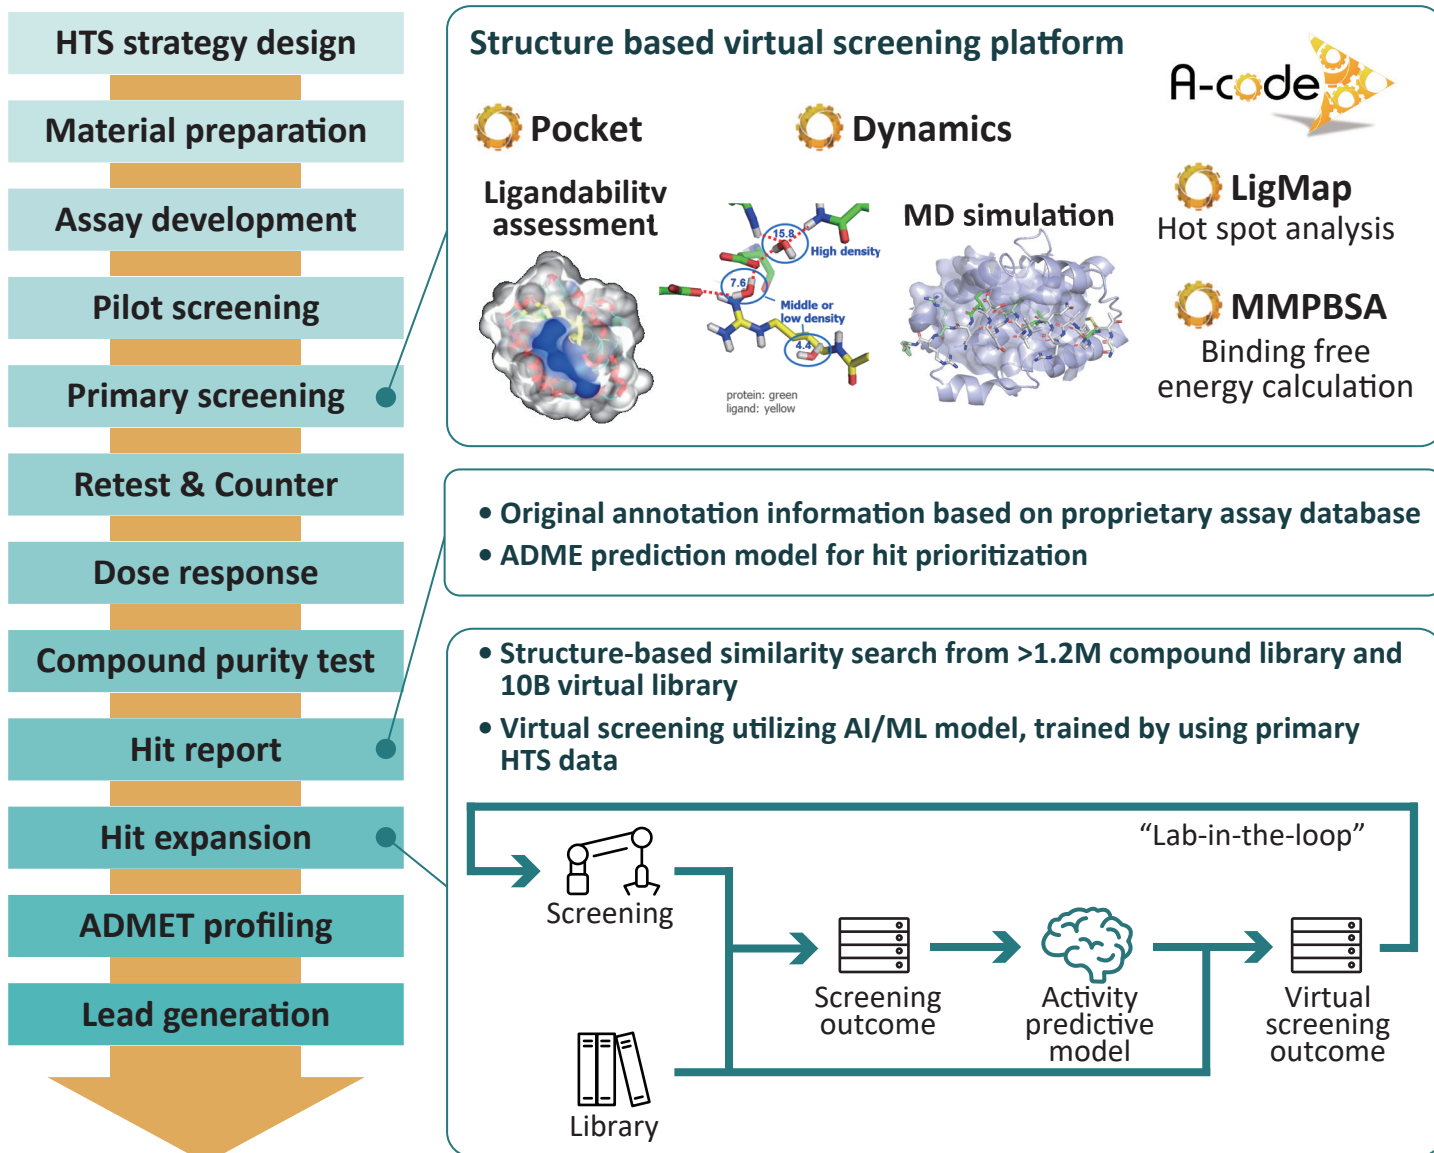 HTS strategy design
Material preparation
Assay development
Pilot screening
Primary screening
Retest & Counter
Dose response
Compound purity test
Hit report
Hit expansion
ADMET profiling
Lead generation
Structure based virtual screening platform
A-code
Pocket
Dynamics
Ligandability
assessment
15.8
High density
7.6
Middle or
low density
4.4
protein: green
ligand: yellow
MD simulation
LigMap
Hot spot analysis
MMPBSA
Binding free
energy calculation
• Original annotation information based on proprietary assay database
• ADME prediction model for hit prioritization
• Structure-based similarity search from >1.2M compound library and
10B virtual library
• Virtual screening utilizing AI/ML model, trained by using primary
HTS data
“Lab-in-the-loop”
Screening
Screening
outcome
Activity
predictive
model
Virtual
screening
outcome
Library